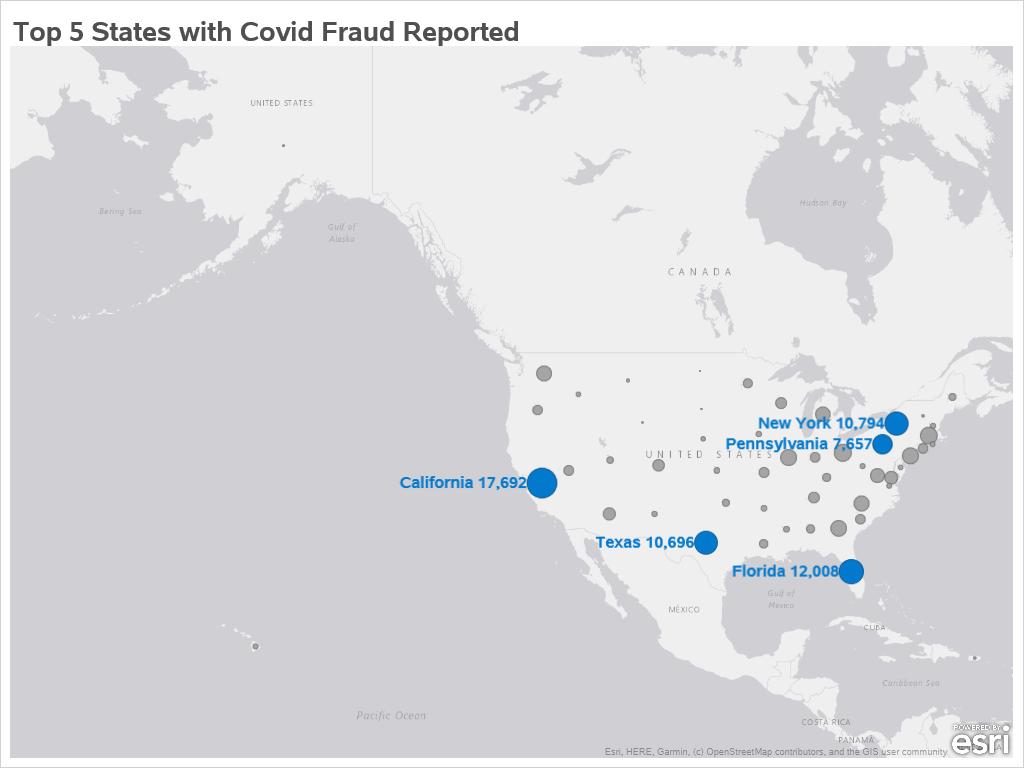 Top 5 States with Covid Fraud Reported
UNITED STATES
Bering Sea
Gulf of
Alaska
Hudson Bay
CANADA
New York 10,794
Pennsylvania 7,657
UNITED STATES
California 17,692
Texas 10,696
Florida 12,008
Gulf of
Mexico
MÉXICO
CUBA
Caribbean Sea
Pacific Ocean
COSTA RICA
PANAMA
POWERED BY
esri
Esri, HERE, Garmin, (c) OpenStreetMap contributors, and the GIS user community